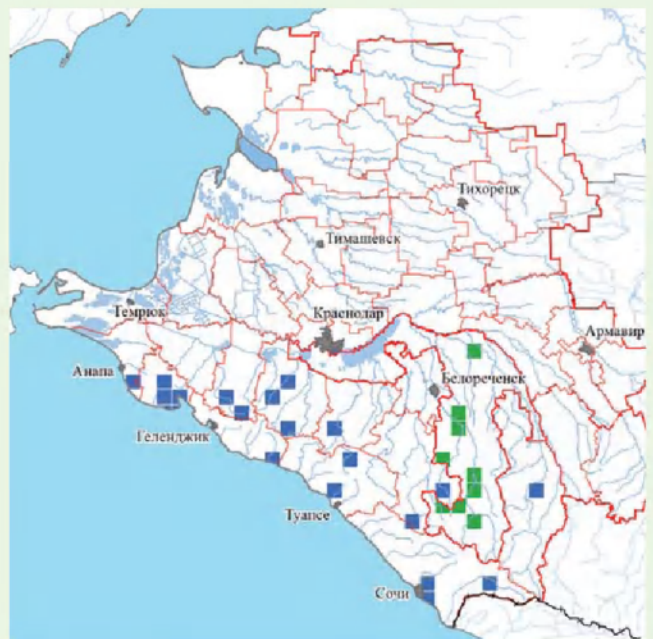 Тихорецк
Тимашевск
Темрюк
Краснодар
Армавир
Анапа
Белореченск
Геленджик
Туапсе
Сочи